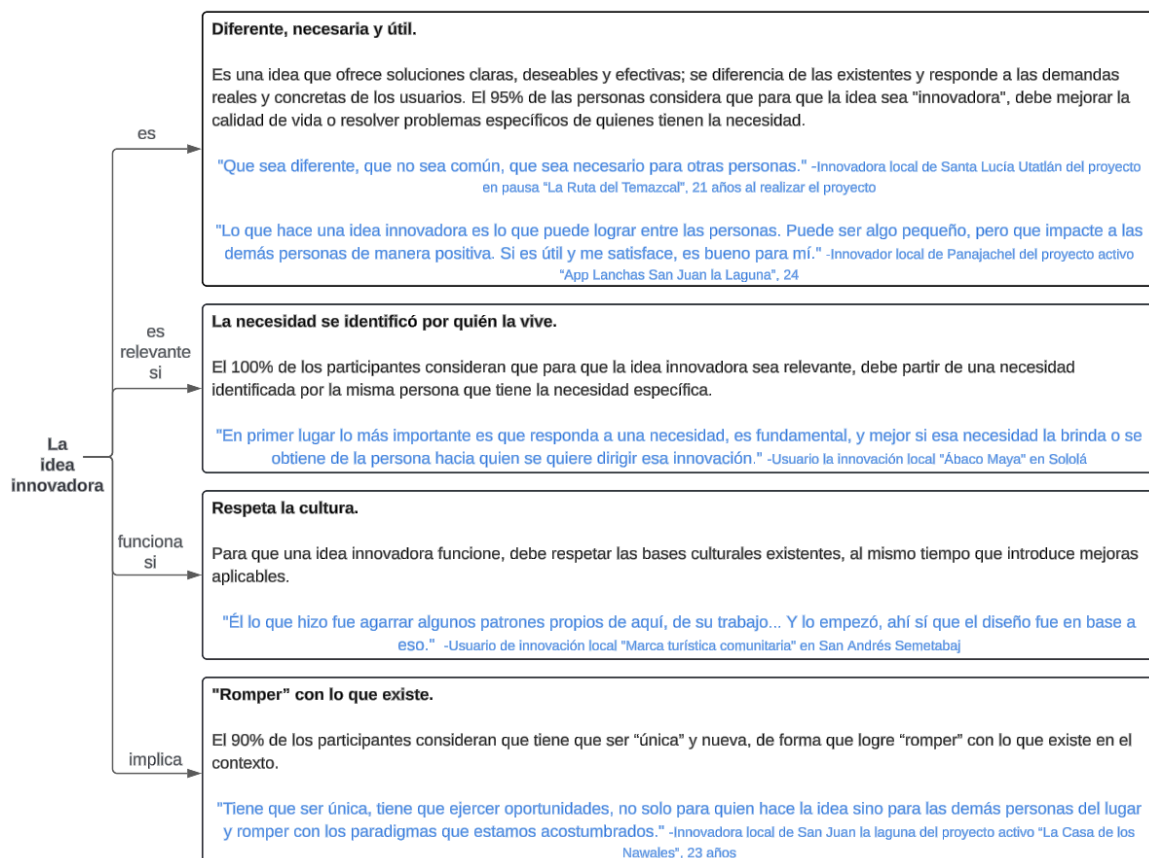 Diferente, necesaria y útil.
Es una idea que ofrece soluciones claras, deseables y efectivas; se diferencia de las existentes y responde a las demandas
reales y concretas de los usuarios. El 95% de las personas considera que para que la idea sea "innovadora", debe mejorar la
calidad de vida o resolver problemas específicos de quienes tienen la necesidad.
es
"Que sea diferente, que no sea común, que sea necesario para otras personas." -Innovadora local de Santa Lucía Utatlán del proyecto
en pausa “La Ruta del Temazcal”, 21 años al realizar el proyecto
"Lo que hace una idea innovadora es lo que puede lograr entre las personas. Puede ser algo pequeño, pero que impacte a las
demás personas de manera positiva. Si es útil y me satisface, es bueno para mí." -Innovador local de Panajachel del proyecto activo
“App Lanchas San Juan la Laguna”, 24
La necesidad se identificó por quién la vive.
es
relevante
si
El 100% de los participantes consideran que para que la idea innovadora sea relevante, debe partir de una necesidad
identificada por la misma persona que tiene la necesidad específica.
"En primer lugar lo más importante es que responda a una necesidad, es fundamental, y mejor si esa necesidad la brinda o se
obtiene de la persona hacia quien se quiere dirigir esa innovación." -Usuario la innovación local "Ábaco Maya" en Sololá
La
idea
innovadora
Respeta la cultura.
funciona
si
Para que una idea innovadora funcione, debe respetar las bases culturales existentes, al mismo tiempo que introduce mejoras
aplicables.
"Él lo que hizo fue agarrar algunos patrones propios de aquí, de su trabajo... Y lo empezó, ahí sí que el diseño fue en base a
eso." -Usuario de innovación local "Marca turística comunitaria" en San Andrés Semetabaj
"Romper” con lo que existe.
implica
El 90% de los participantes consideran que tiene que ser “única” y nueva, de forma que logre “romper” con lo que existe en el
contexto.
"Tiene que ser única, tiene que ejercer oportunidades, no solo para quien hace la idea sino para las demás personas del lugar
y romper con los paradigmas que estamos acostumbrados." -Innovadora local de San Juan la laguna del proyecto activo “La Casa de los
Nawales”, 23 años